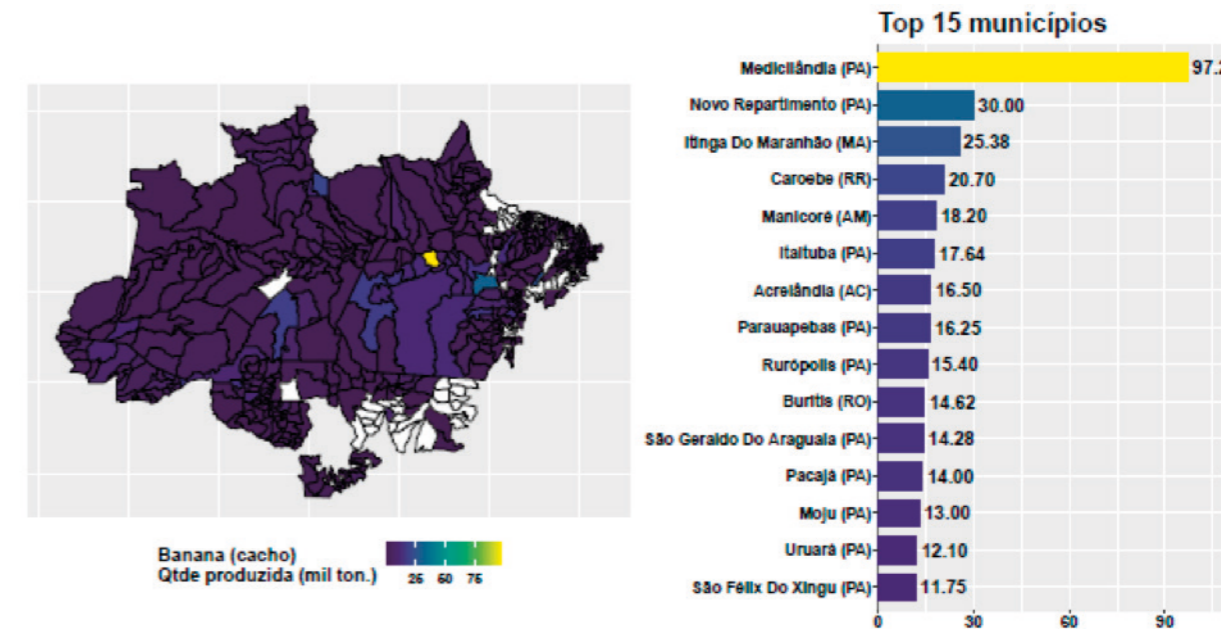 Top 15 municípios
Medicilândia (PA)
97.2
Novo Repartimento (PA)
30.00
Itinga Do Maranhão (MA)
25.38
Caroebe (RR)
20.70
Manicoré (AM)
18.20
Itaituba (PA)
17.64
Acrelândia (AC)
16.50
Parauapebas (PA)
16.25
Rurópolis (PA)
15.40
Buritis (RO)
14.62
São Geraldo Do Araguaia (PA)
14.28
Pacajá (PA)
14.00
Moju (PA)
13.00
Uruará (PA)
12.10
São Félix Do Xingu (PA)
11.75
0 30 60 90
Banana (cacho)
Qtde produzida (mil ton.)
25 50 75